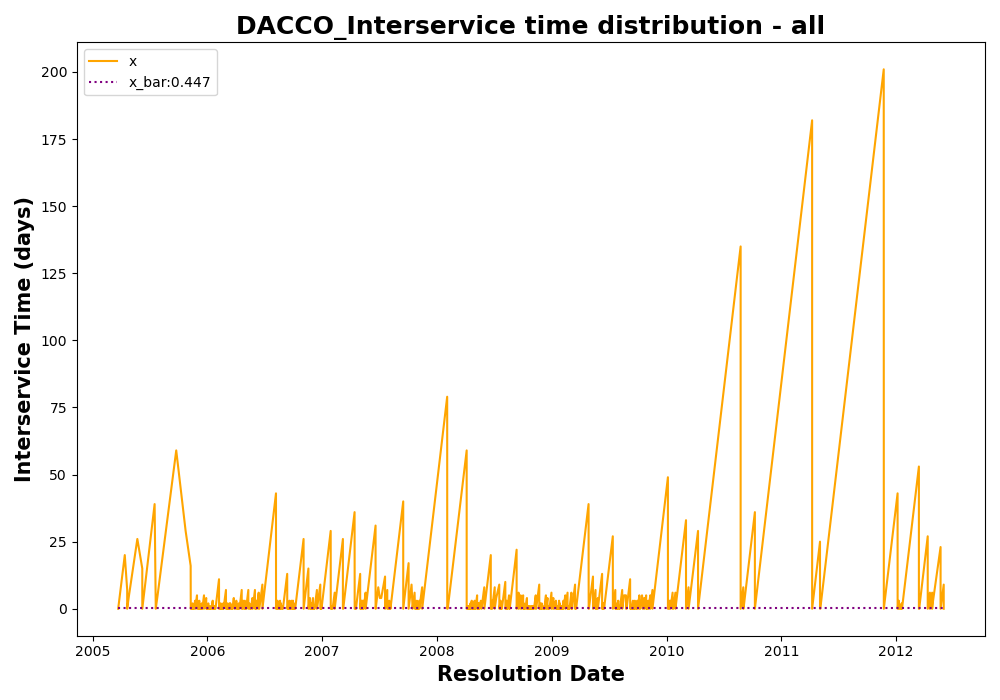 DACCO_Interservice time distribution - all
x
x_bar:0.447
Interservice Time (days)
200
175
150
125
100
75
50
25
0
2005 2006 2007 2008 2009 2010 2011 2012
Resolution Date